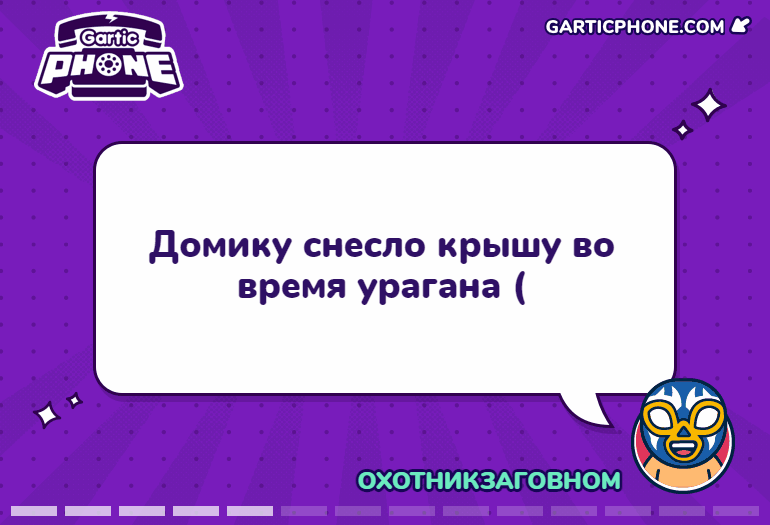 Gartic
PHONE
GARTICPHONE.COM
Домику снесло крышу во
время урагана (
ОХОТНИКЗАГОВНОМ